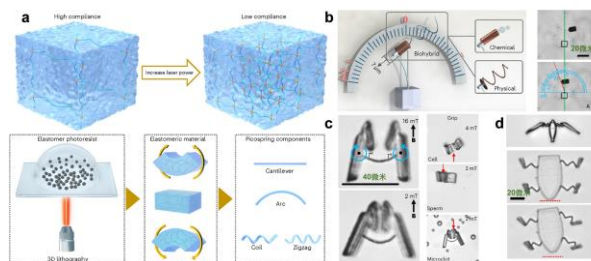 a
High compliance
Low compliance
Increase laser power
Elastomer photoresist
3D lithography
Elastomeric material
Picospring components
Cantilever
Arc
Coil
Zigzag
b
Biohybrid
Chemical
Physical
20微米
c
16 mT
B
40微米
2 mT
B
Grip
4 mT
Cell
2 mT
Sperm
Microrobot
d
20微米